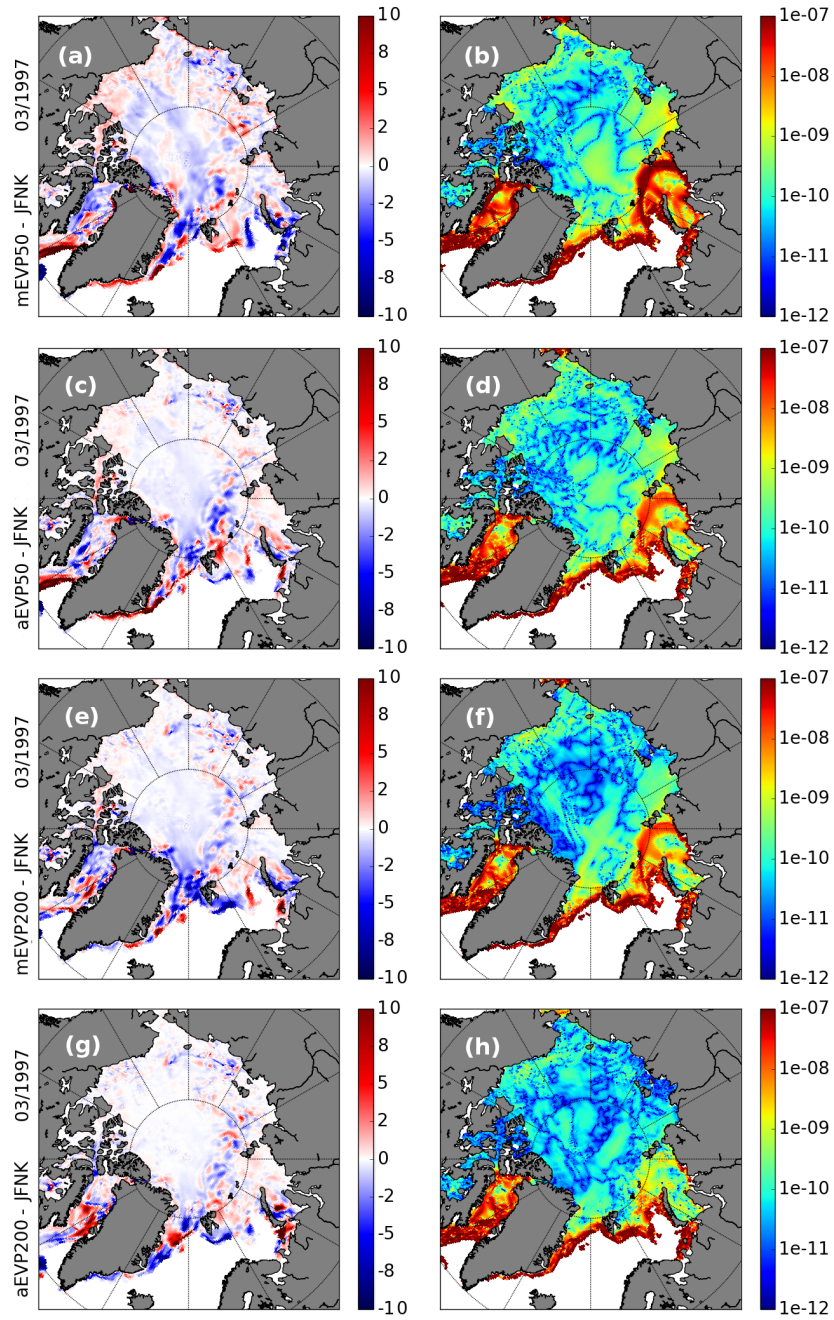 mEVP50 - JFNK 03/1997
(a)
10
8
5
2
0
-2
-5
-8
-10
(b)
1e-07
1e-08
1e-09
1e-10
1e-11
1e-12
aEVP50 - JFNK 03/1997
(c)
10
8
5
2
0
-2
-5
-8
-10
(d)
1e-07
1e-08
1e-09
1e-10
1e-11
1e-12
mEVP200 - JFNK 03/1997
(e)
10
8
5
2
0
-2
-5
-8
-10
(f)
1e-07
1e-08
1e-09
1e-10
1e-11
1e-12
aEVP200 - JFNK 03/1997
(g)
10
8
5
2
0
-2
-5
-8
-10
(h)
1e-07
1e-08
1e-09
1e-10
1e-11
1e-12